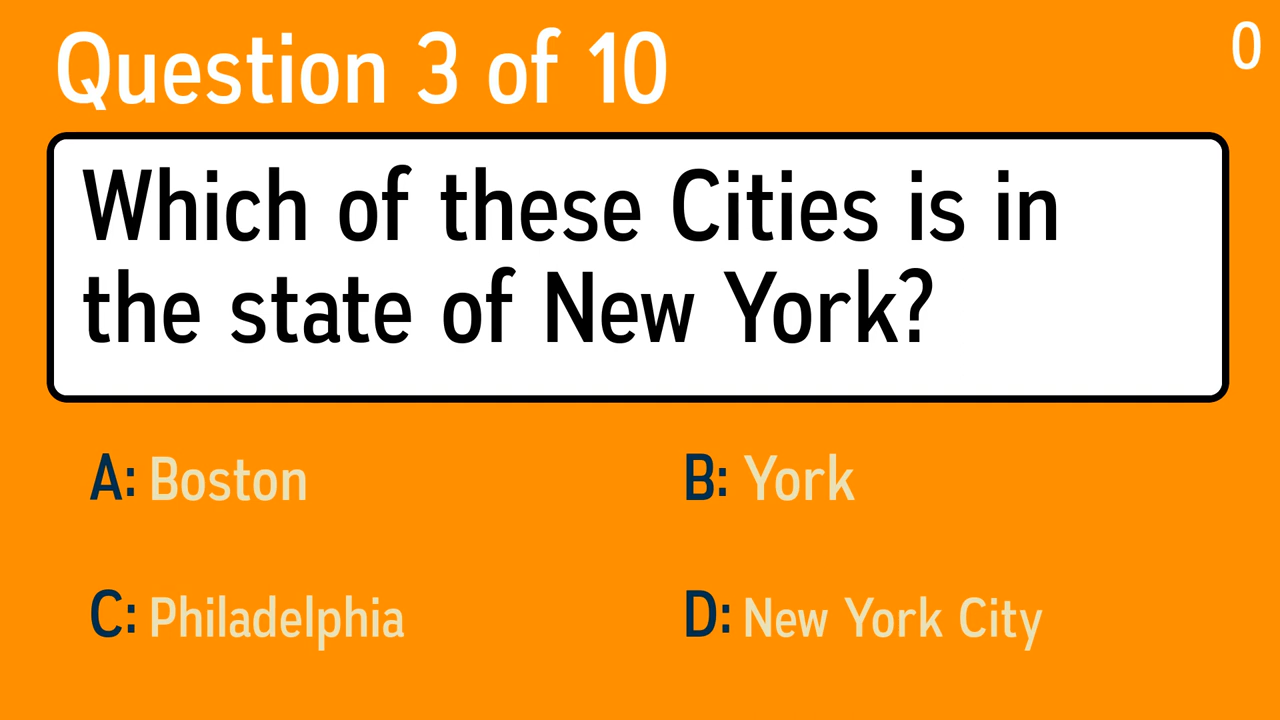 Question 3 of 10
0
Which of these Cities is in
the state of New York?
A: Boston
B: York
C: Philadelphia
D: New York City